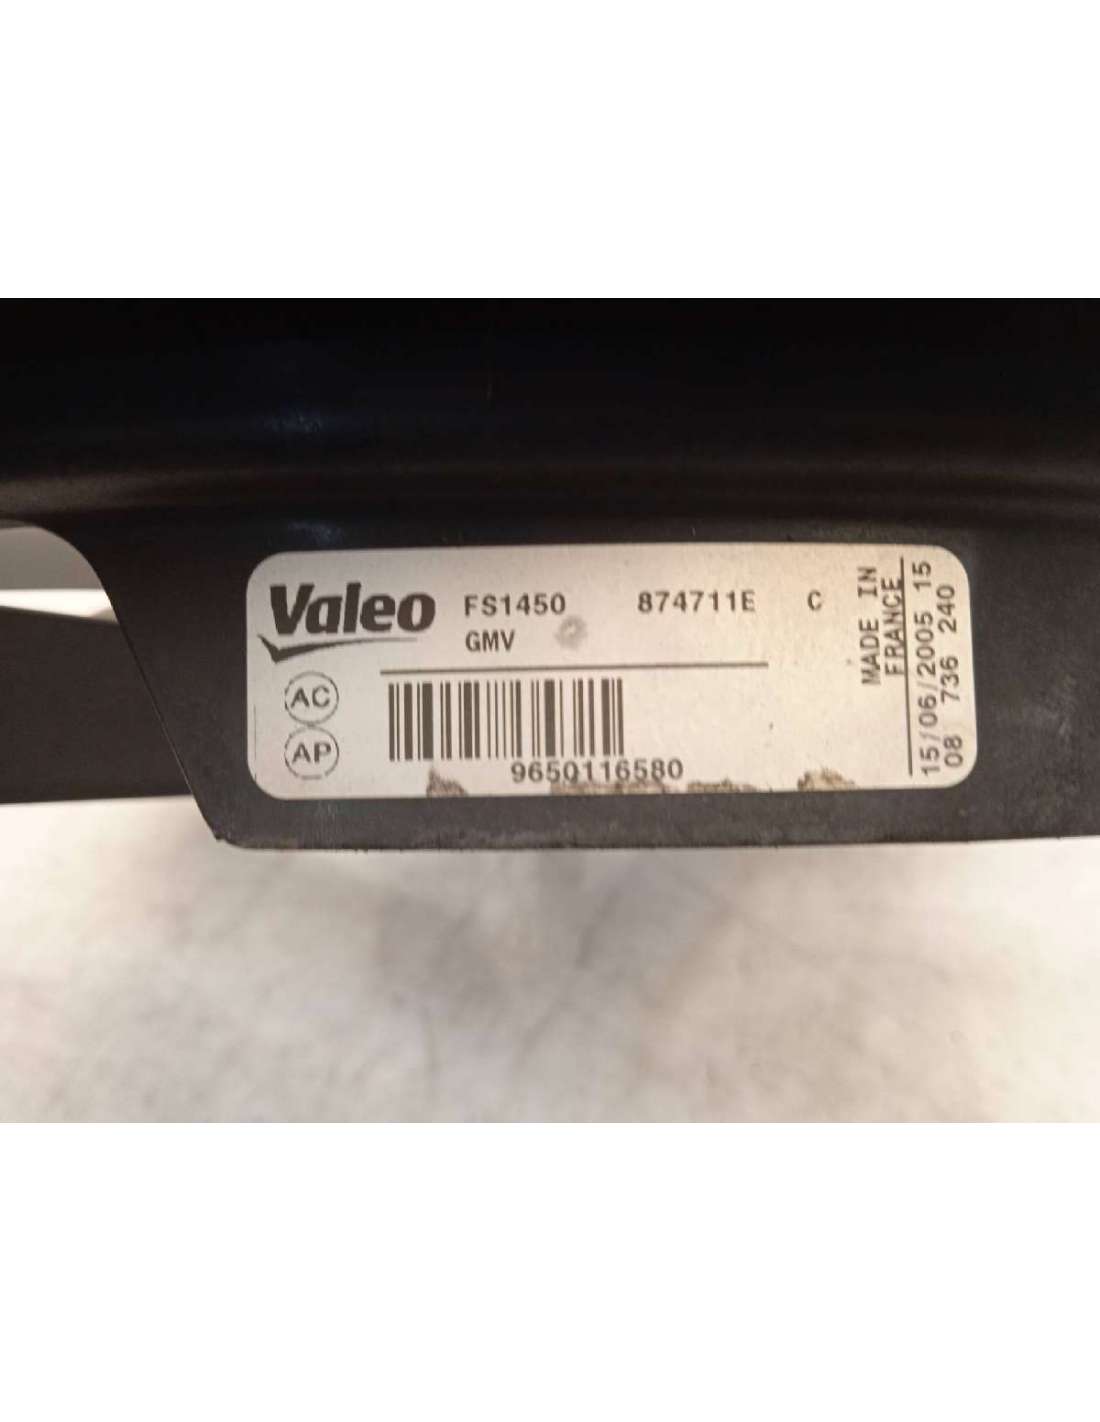 Valeo FS1450 874711E C
GMV
AC
AP
9650116580
MADE IN
FRANCE
15/06/2005 15
08 736 240